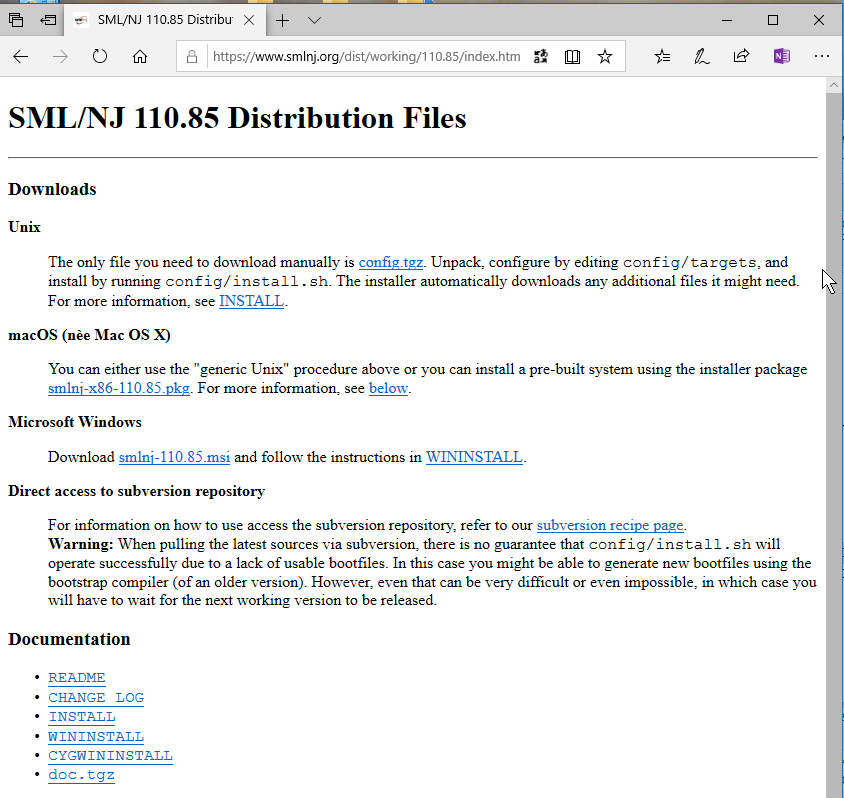 SML/NJ 110.85 Distribu
https://www.smlnj.org/dist/working/110.85/index.htm
SML/NJ 110.85 Distribution Files
Downloads
Unix
The only file you need to download manually is config.tgz. Unpack, configure by editing config/targets, and
install by running config/install.sh. The installer automatically downloads any additional files it might need.
For more information, see INSTALL.
macOS (nèe Mac OS X)
You can either use the "generic Unix" procedure above or you can install a pre-built system using the installer package
smlnj-x86-110.85.pkg. For more information, see below.
Microsoft Windows
Download smlnj-110.85.msi and follow the instructions in WININSTALL.
Direct access to subversion repository
For information on how to use access the subversion repository, refer to our subversion recipe page.
Warning: When pulling the latest sources via subversion, there is no guarantee that config/install.sh will
operate successfully due to a lack of usable bootfiles. In this case you might be able to generate new bootfiles using the
bootstrap compiler (of an older version). However, even that can be very difficult or even impossible, in which case you
will have to wait for the next working version to be released.
Documentation
• README
• CHANGE LOG
• INSTALL
• WININSTALL
• CYGWININSTALL
• doc.tgz